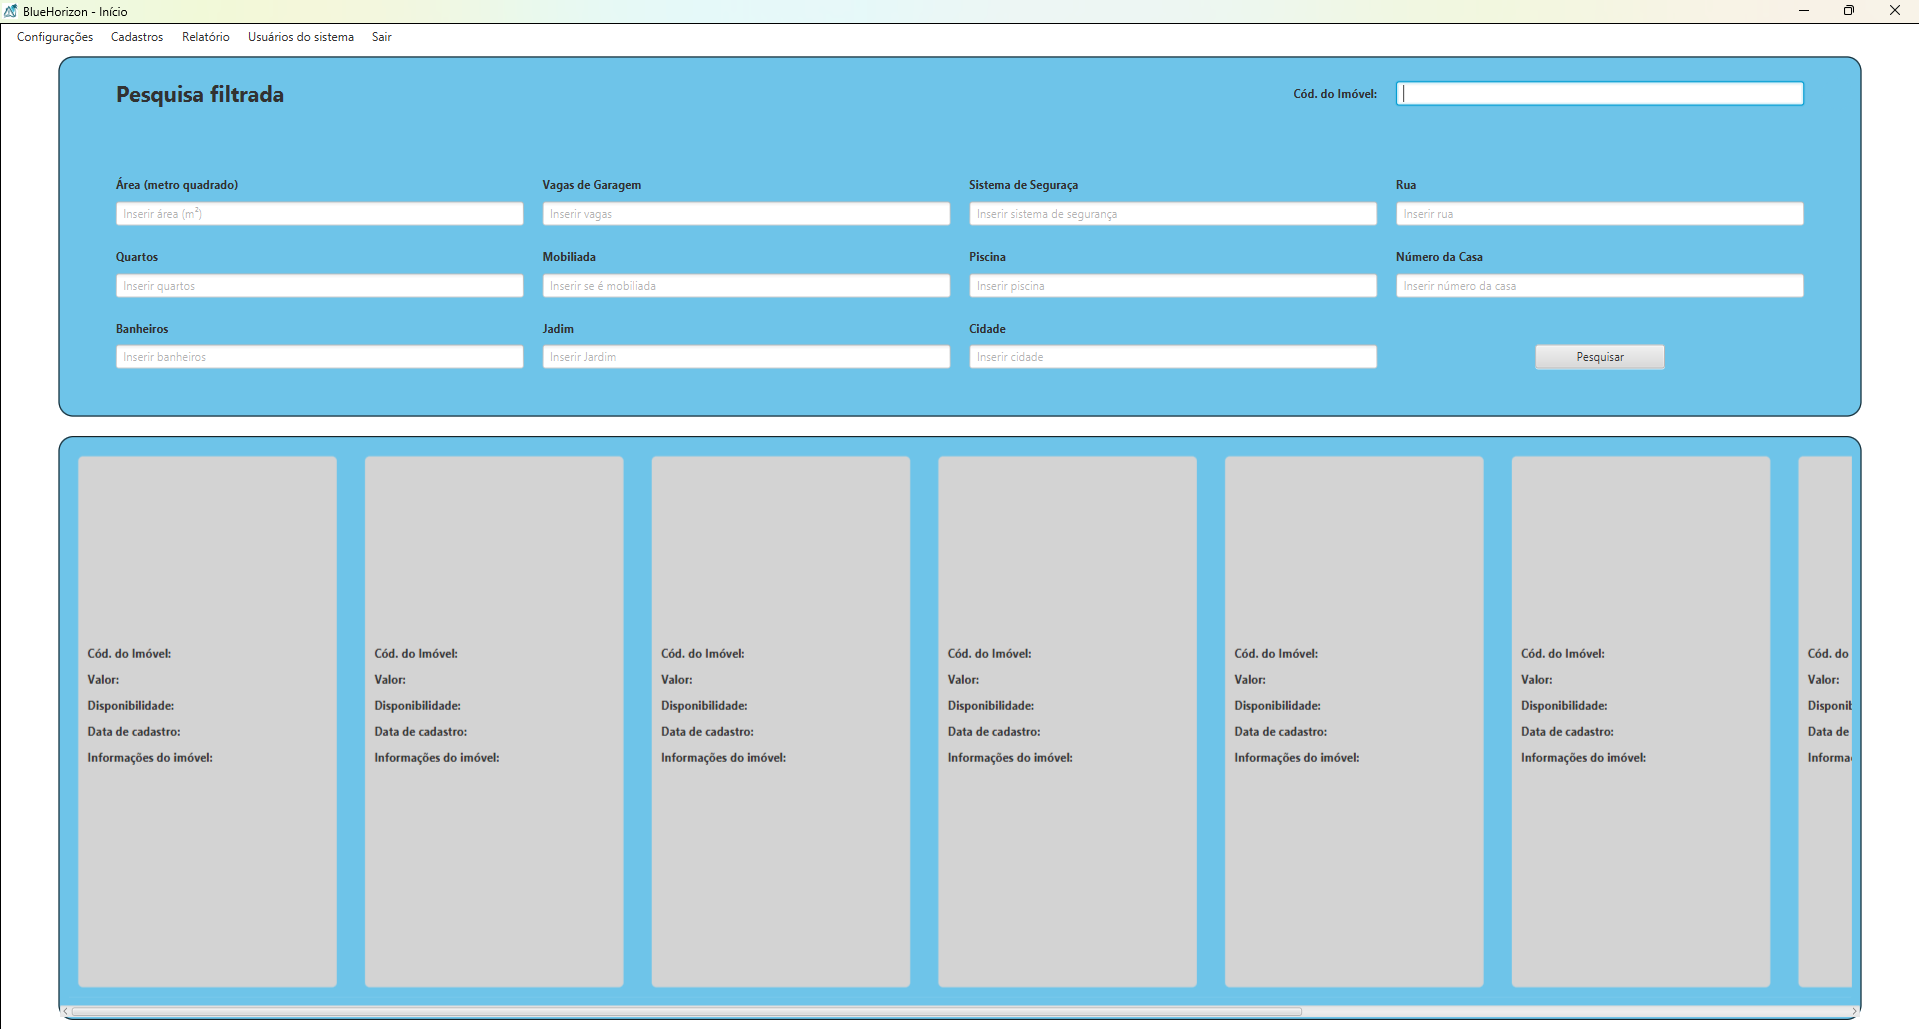 BlueHorizon - Início
Configurações Cadastros Relatório Usuários do sistema Sair
Pesquisa filtrada Cód. do Imóvel:
Área (metro quadrado) Vagas de Garagem Sistema de Seguraça Rua
Inserir área (m²) Inserir vagas Inserir sistema de segurança Inserir rua
Quartos Mobiliada Piscina Número da Casa
Inserir quartos Inserir se é mobiliada Inserir piscina Inserir número da casa
Banheiros Jadim Cidade
Inserir banheiros Inserir Jardim Inserir cidade Pesquisar
Cód. do Imóvel: Cód. do Imóvel: Cód. do Imóvel: Cód. do Imóvel: Cód. do Imóvel: Cód. do Imóvel: Cód. do
Valor: Valor: Valor: Valor: Valor: Valor: Valor:
Disponibilidade: Disponibilidade: Disponibilidade: Disponibilidade: Disponibilidade: Disponibilidade: Disponib
Data de cadastro: Data de cadastro: Data de cadastro: Data de cadastro: Data de cadastro: Data de cadastro: Data de
Informações do imóvel: Informações do imóvel: Informações do imóvel: Informações do imóvel: Informações do imóvel: Informações do imóvel: Informa